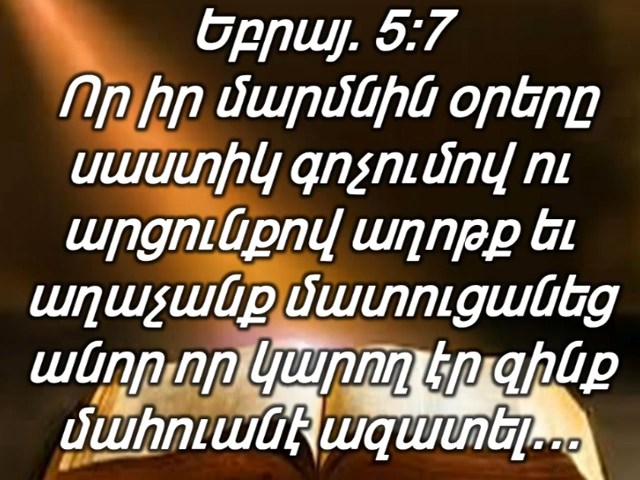 Եբրայ. 5:7
Որ իր մարմնին օրերը
սաստիկ գոչումով ու
արցունքով աղոթք եւ
աղաչանք մատուցանեց
անոր որ կարող էր զինք
մահուանէ ազատել...